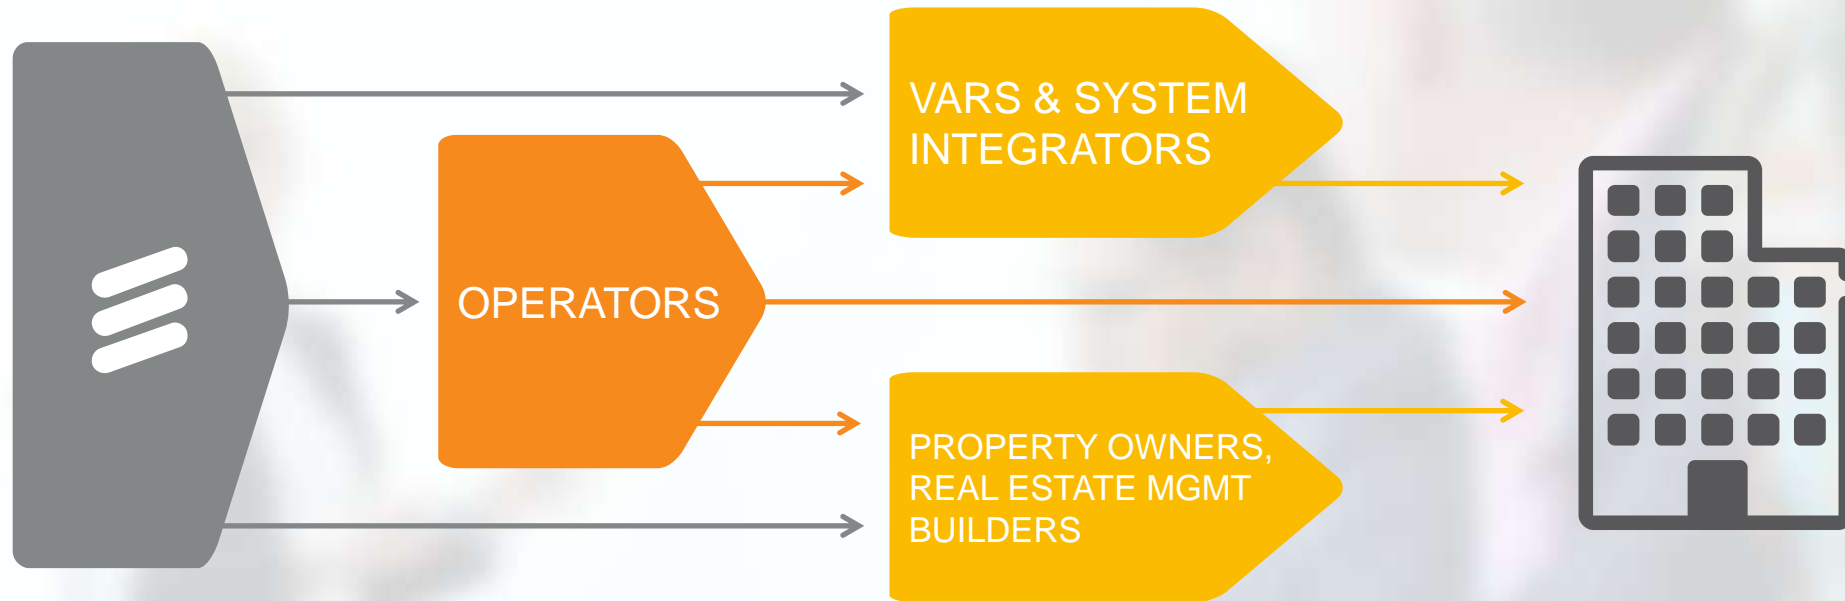 VARS & SYSTEM
INTEGRATORS
OPERATORS
PROPERTY OWNERS,
REAL ESTATE MGMT
BUILDERS